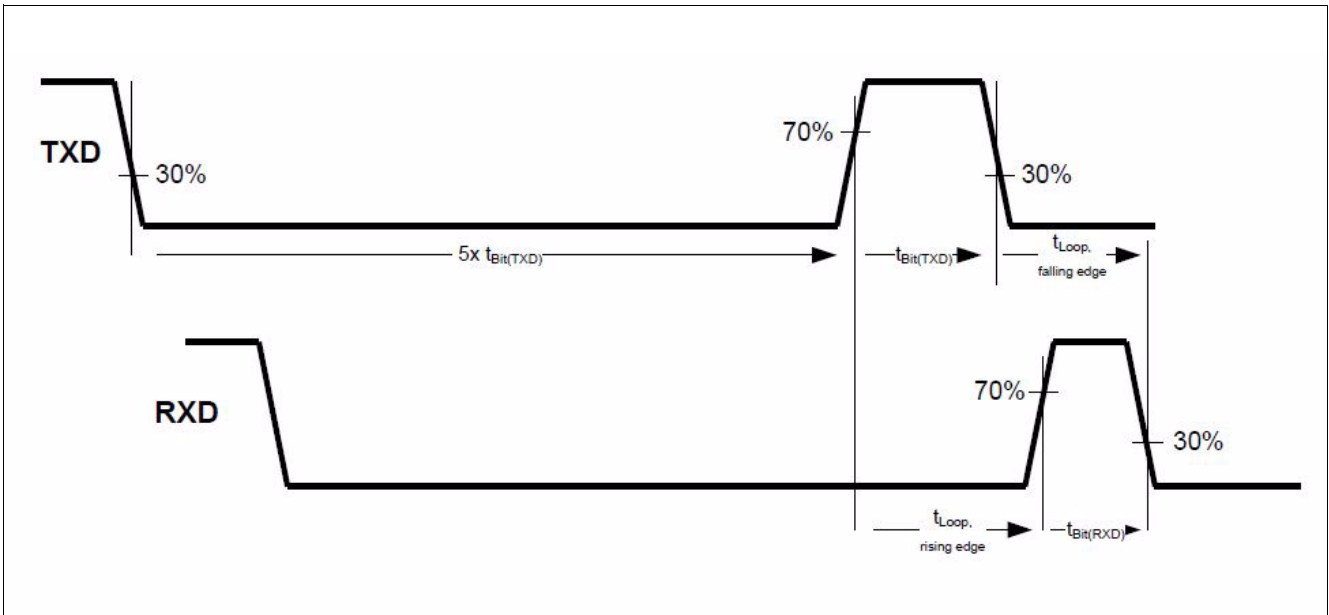 70%
TXD
30%
30%
5x tBit(TXD)
tBit(TXD)
tLoop,
falling edge
70%
RXD
30%
tLoop,
rising edge
tBit(RXD)